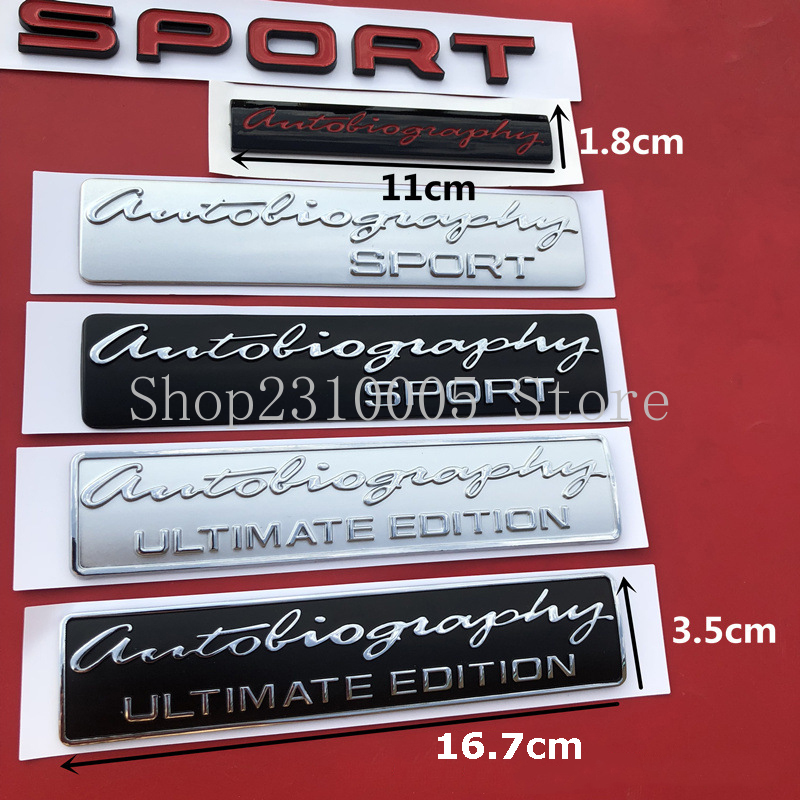 SPORT
Autobiography
1.8cm
11cm
Autobiography
SPORT
Autobiography
SPORT
Shop2310005 Store
Autobiography
ULTIMATE EDITION
Autobiography
ULTIMATE EDITION
3.5cm
16.7cm